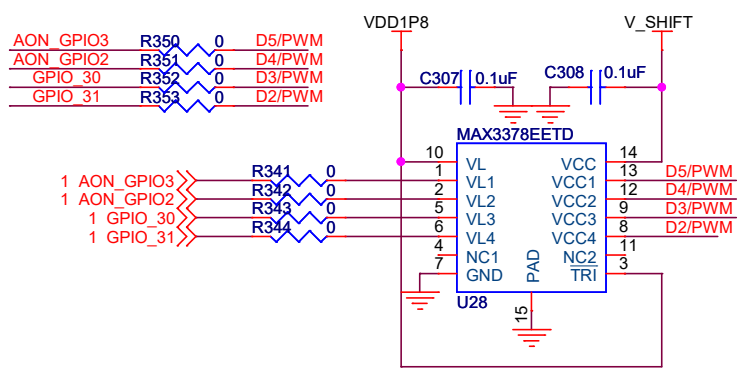 VDD1P8 V_SHIFT
AON_GPIO3 R350 0 D5/PWM
AON_GPIO2 R351 0 D4/PWM
GPIO_30 R352 0 D3/PWM
GPIO_31 R353 0 D2/PWM
C307 0.1uF C308 0.1uF
MAX3378EETD
10 VL VCC 14
1 AON_GPIO3 R341 0 1 VL1 VCC1 13 D5/PWM
1 AON_GPIO2 R342 0 2 VL2 VCC2 12 D4/PWM
1 GPIO_30 R343 0 5 VL3 VCC3 9 D3/PWM
1 GPIO_31 R344 0 6 VL4 VCC4 8 D2/PWM
4 NC1 NC2 11
7 GND PAD TRI 3
U28
15